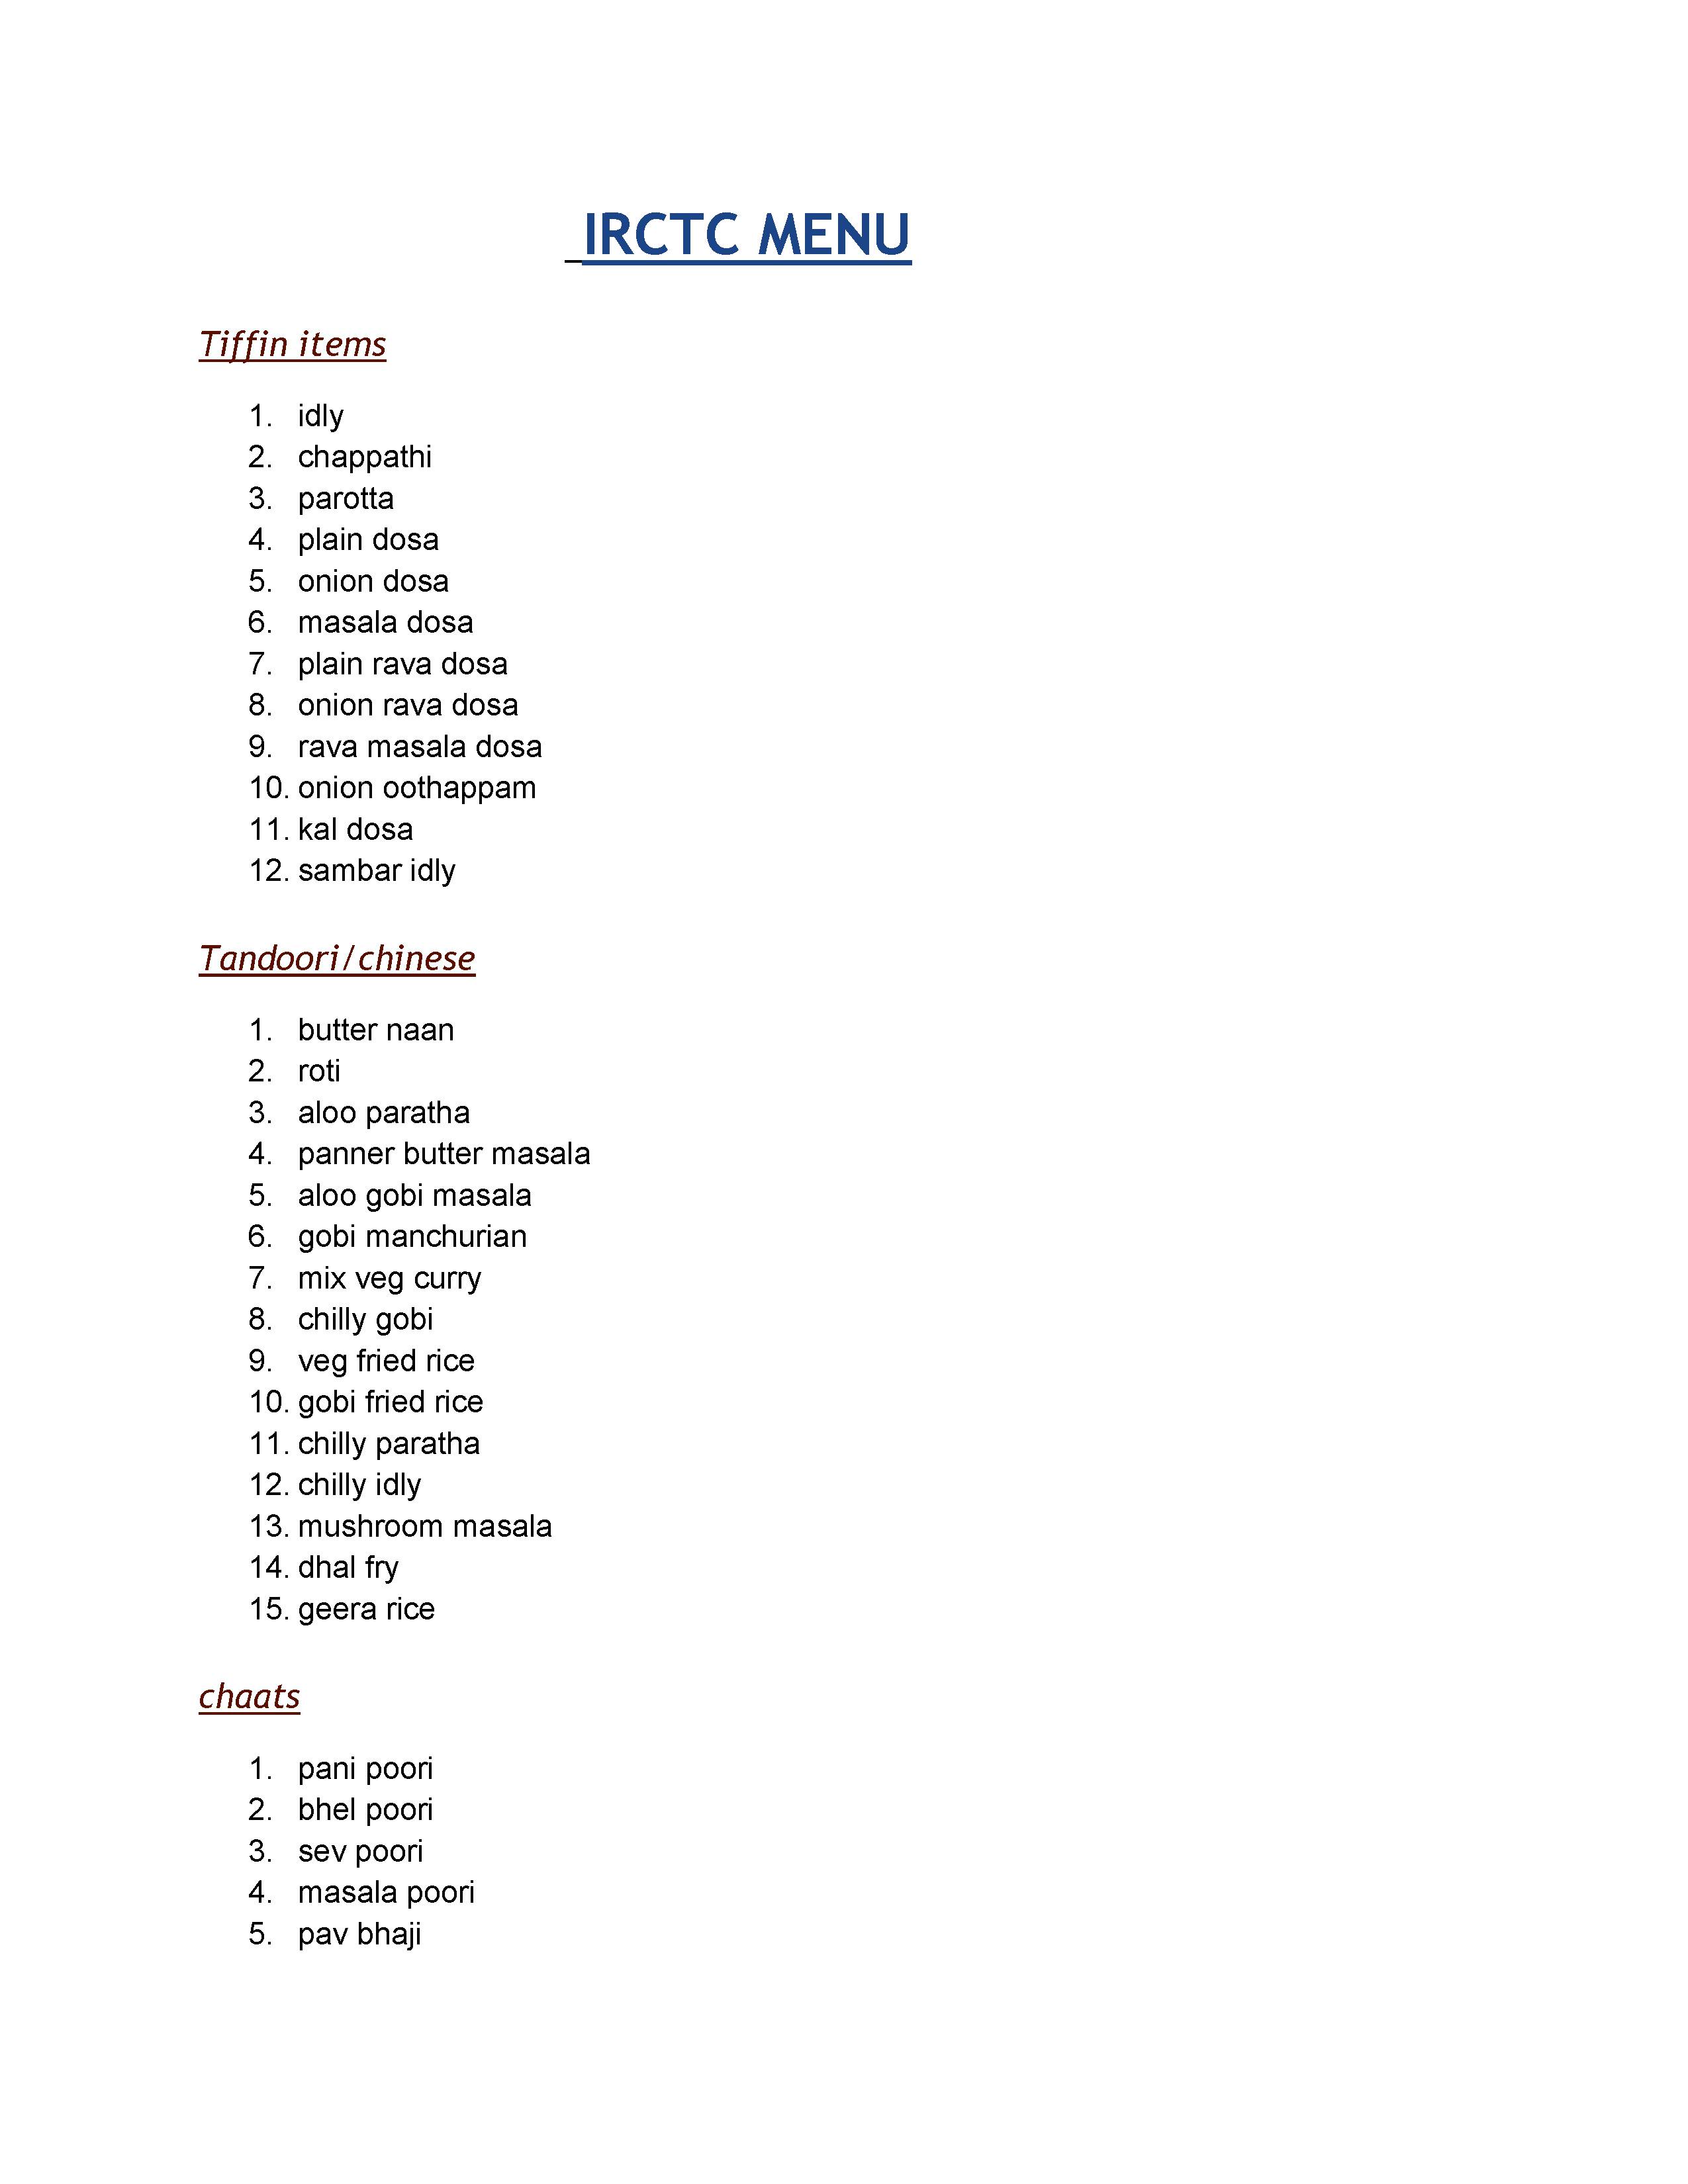 IRCTC MENU
Tiffin items
1. idly
2. chappathi
3. parotta
4. plain dosa
5. onion dosa
6. masala dosa
7. plain rava dosa
8. onion rava dosa
9. rava masala dosa
10. onion oothappam
11. kal dosa
12. sambar idly
Tandoori/chinese
1. butter naan
2. roti
3. aloo paratha
4. panner butter masala
5. aloo gobi masala
6. gobi manchurian
7. mix veg curry
8. chilly gobi
9. veg fried rice
10. gobi fried rice
11. chilly paratha
12. chilly idly
13. mushroom masala
14. dhal fry
15. geera rice
chaats
1. pani poori
2. bhel poori
3. sev poori
4. masala poori
5. pav bhaji